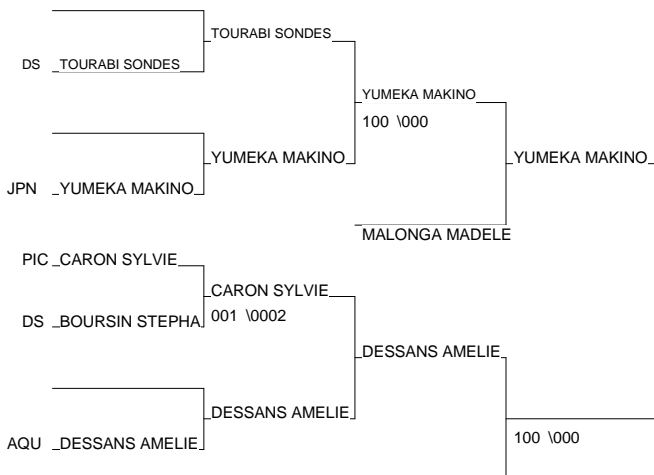 TOURABI SONDES
DS TOURABI SONDES
YUMEKA MAKINO
100 \000
YUMEKA MAKINO
YUMEKA MAKINO
JPN YUMEKA MAKINO
MALONGA MADELE
PIC CARON SYLVIE
CARON SYLVIE
DS BOURSIN STEPHA
001 \0002
DESSANS AMELIE
DESSANS AMELIE
AQU DESSANS AMELIE
100 \000